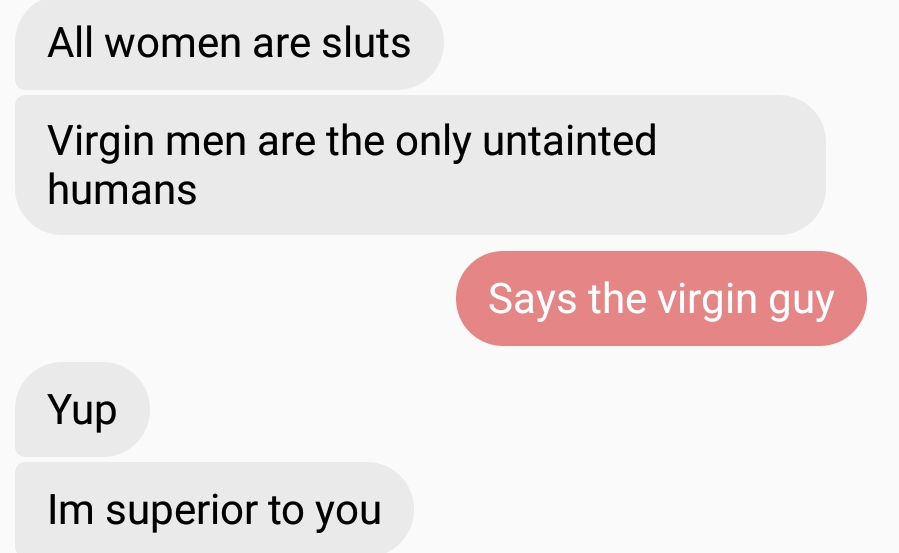 All women are sluts
Virgin men are the only untainted
humans
Says the virgin guy
Yup
Im superior to you